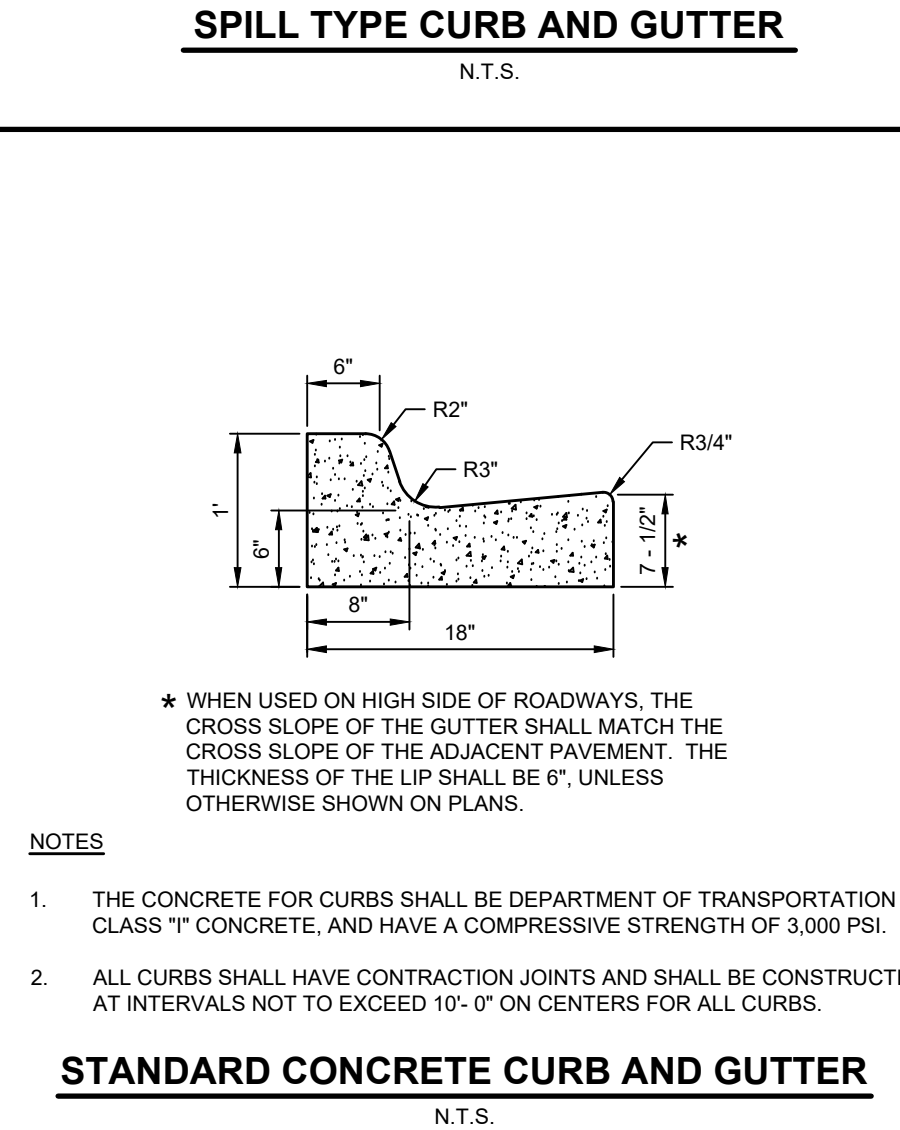 SPILL TYPE CURB AND GUTTER
N.T.S.
6"
R2"
R3"
R3/4"
1'
6"
7 - 1/2"
*
8"
18"
* WHEN USED ON HIGH SIDE OF ROADWAYS, THE
CROSS SLOPE OF THE GUTTER SHALL MATCH THE
CROSS SLOPE OF THE ADJACENT PAVEMENT. THE
THICKNESS OF THE LIP SHALL BE 6", UNLESS
OTHERWISE SHOWN ON PLANS.
NOTES
1. THE CONCRETE FOR CURBS SHALL BE DEPARTMENT OF TRANSPORTATION
CLASS "I" CONCRETE, AND HAVE A COMPRESSIVE STRENGTH OF 3,000 PSI.
2. ALL CURBS SHALL HAVE CONTRACTION JOINTS AND SHALL BE
AT INTERVALS NOT TO EXCEED 10'- 0" ON CENTERS FOR ALL CURBS.
STANDARD CONCRETE CURB AND GUTTER
N.T.S.